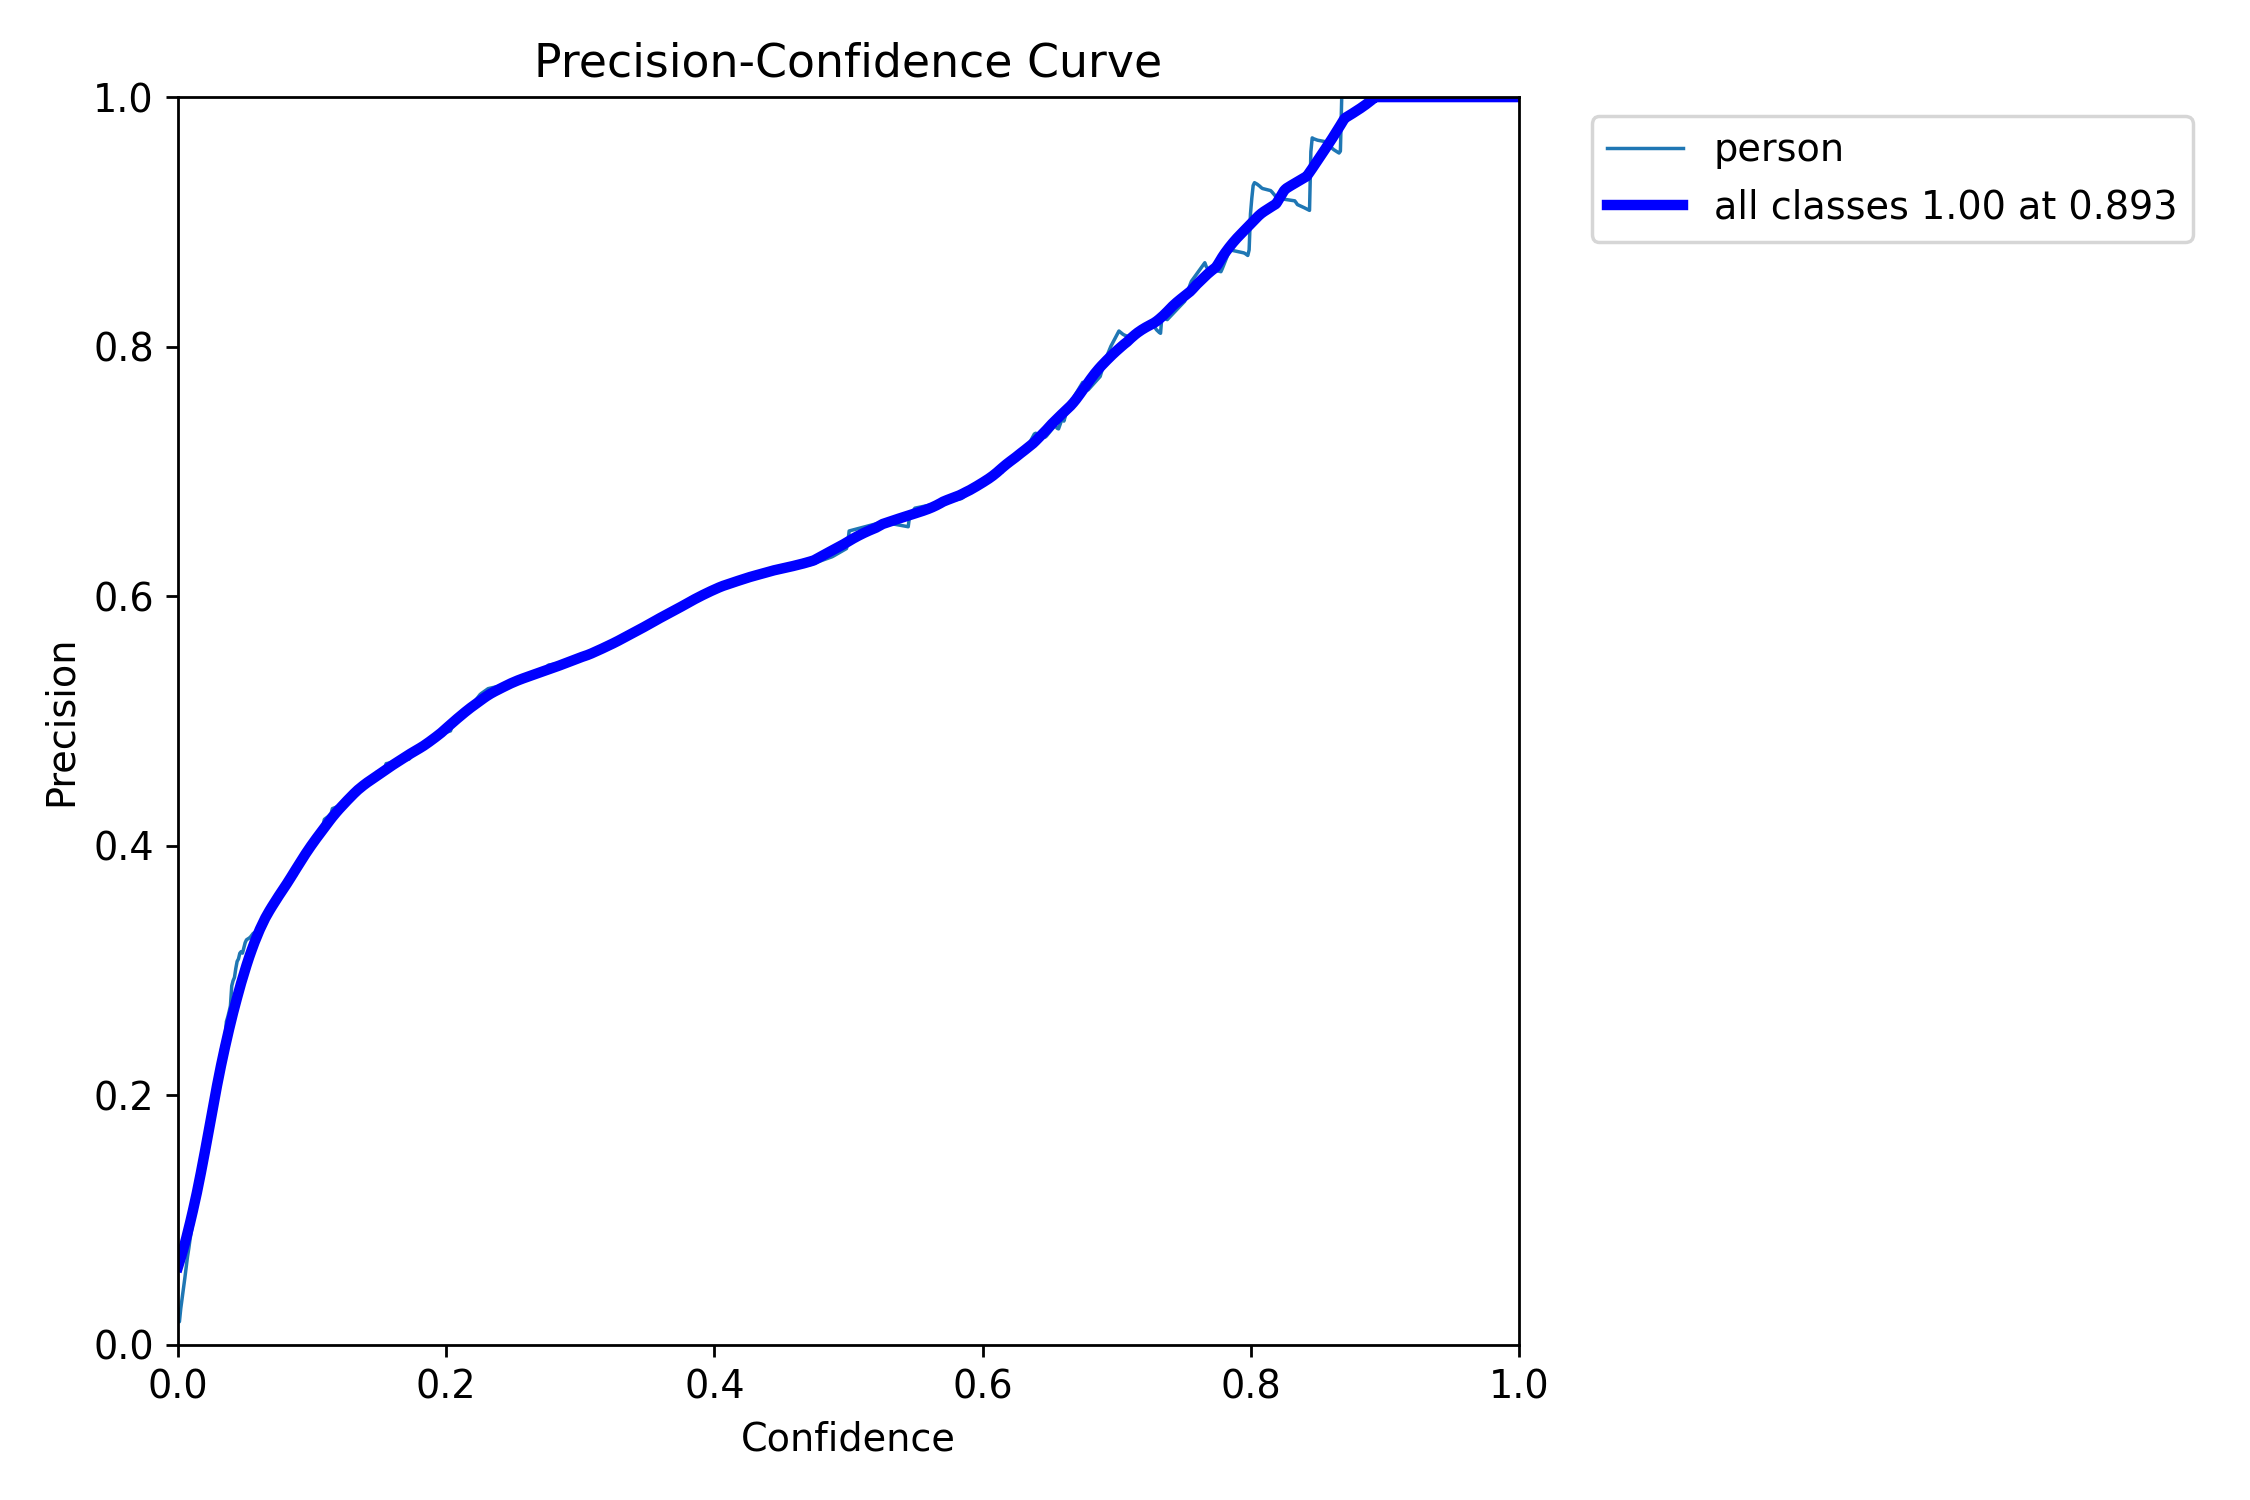 Precision-Confidence Curve
1.0
0.8
0.6
0.4
0.2
0.0
Precision
0.0 0.2 0.4 0.6 0.8 1.0
Confidence
person
all classes 1.00 at 0.893